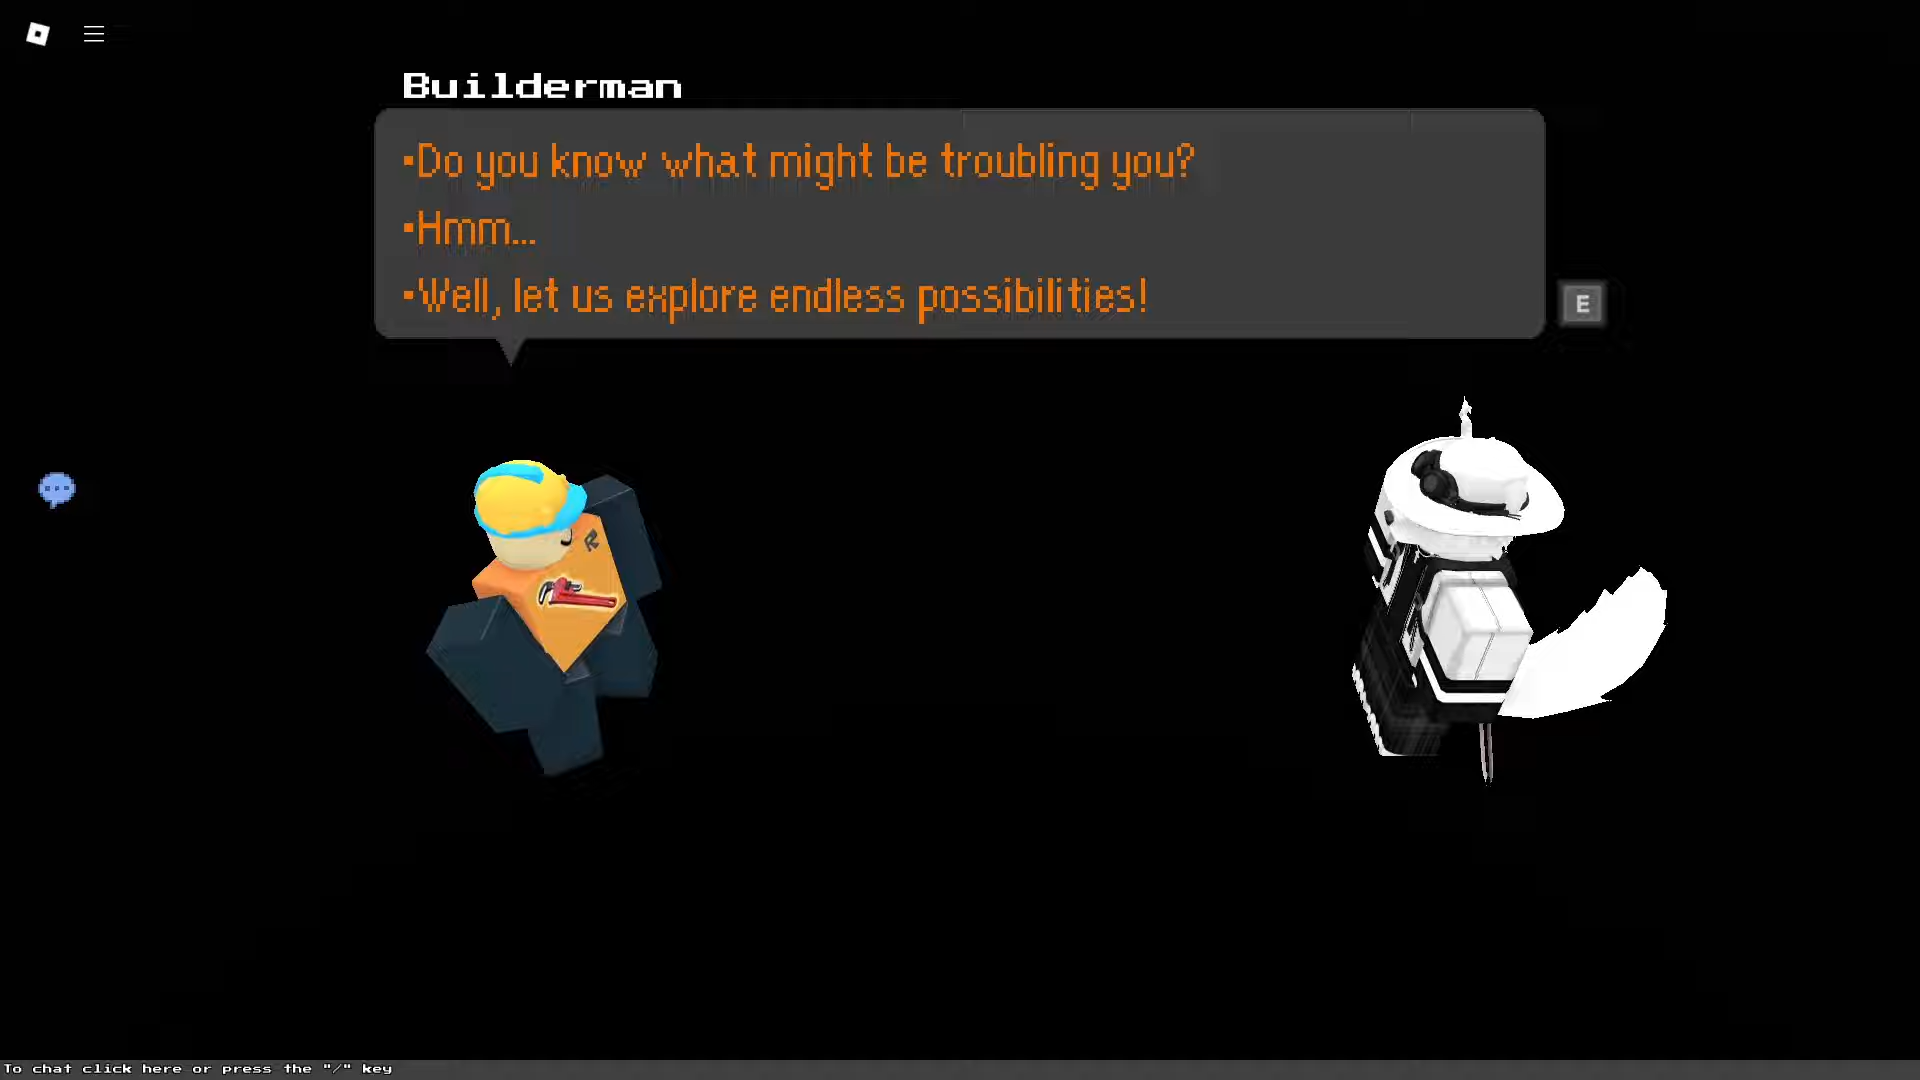 Builderman
▪Do you know what might be troubling you?
▪Hmm...
▪Well, let us explore endless possibilities!
E
R
To chat click here or press the "/" key